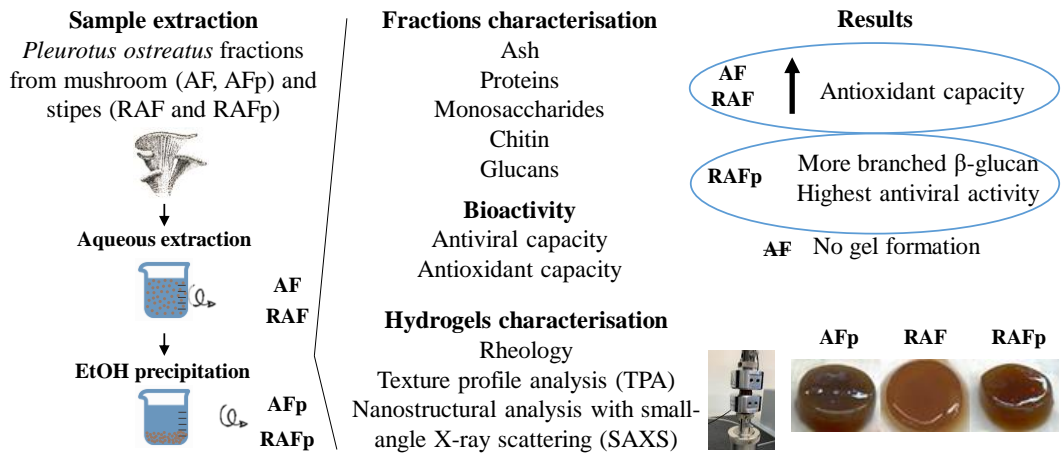 Sample extraction
Pleurotus ostreatus fractions
from mushroom (AF, AFp) and
stipes (RAF and RAFp)
Aqueous extraction
AF
RAF
EtOH precipitation
AFp
RAFp
Fractions characterisation
Ash
Proteins
Monosaccharides
Chitin
Glucans
Bioactivity
Antiviral capacity
Antioxidant capacity
Hydrogels characterisation
Rheology
Texture profile analysis (TPA)
Nanostructural analysis with small-
angle X-ray scattering (SAXS)
Results
AF
RAF
Antioxidant capacity
RAFp
More branched β-glucan
Highest antiviral activity
AF No gel formation
AFp RAF RAFp